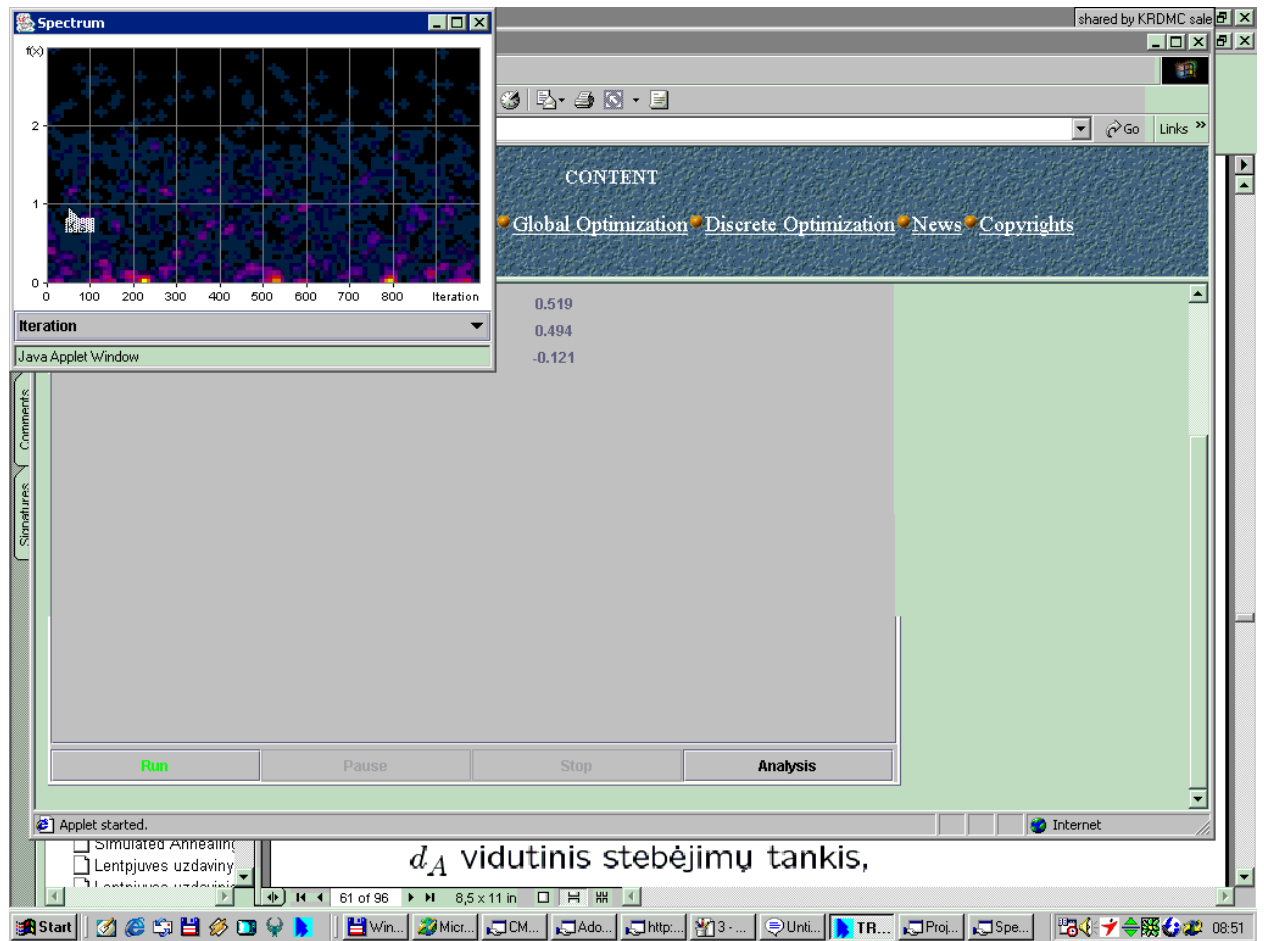 Spectrum
shared by KRDMC sale
f(x)
2
1
0
0 100 200 300 400 500 600 700 800 Iteration
Iteration
Java Applet Window
Go Links »
CONTENT
Global Optimization Discrete Optimization News Copyrights
0.519
0.494
-0.121
Comments
Signatures
Run Pause Stop Analysis
Applet started. Internet
Simulated Annealing
Lentpjuves uzdaviny
d_A vidutinis stebėjimų tankis,
61 of 96 8,5 x 11 in
Start Win... Micr... CM... Ado... http:... 3 - ... Unti... TR... Proj... Spe... 08:51